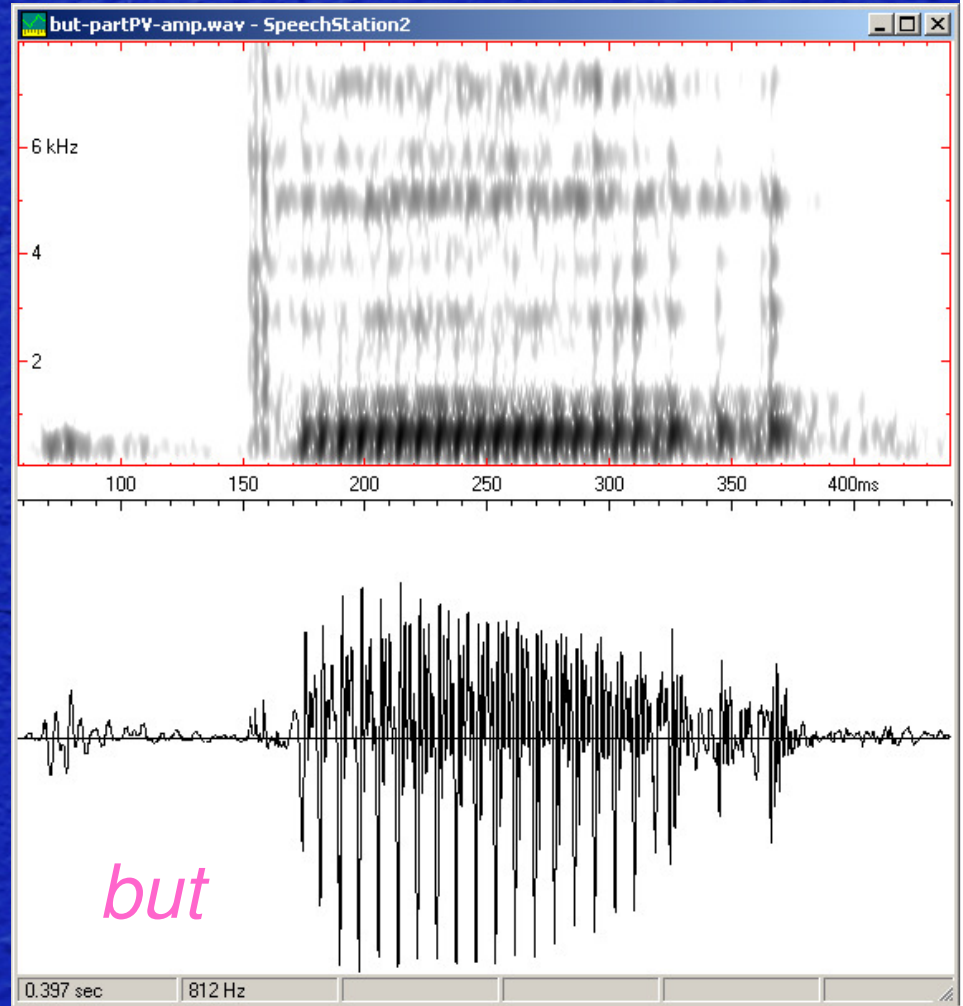 but-partPV-amp.wav - SpeechStation2
6 kHz
4
2
100 150 200 250 300 350 400ms
but
0.397 sec 812 Hz